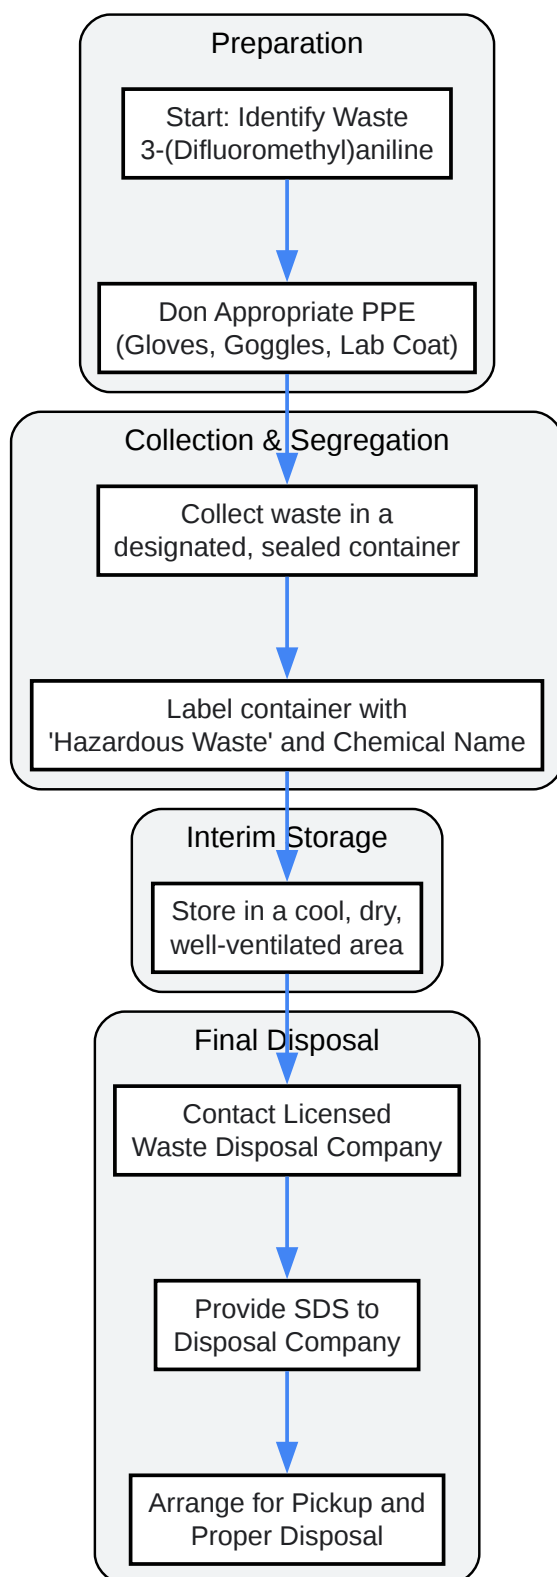 Preparation
Start: Identify Waste
3-(Difluoromethyl)aniline
Don Appropriate PPE
(Gloves, Goggles, Lab Coat)
Collection & Segregation
Collect waste in a
designated, sealed container
Label container with
'Hazardous Waste' and Chemical Name
Interim Storage
Store in a cool, dry,
well-ventilated area
Final Disposal
Contact Licensed
Waste Disposal Company
Provide SDS to
Disposal Company
Arrange for Pickup and
Proper Disposal